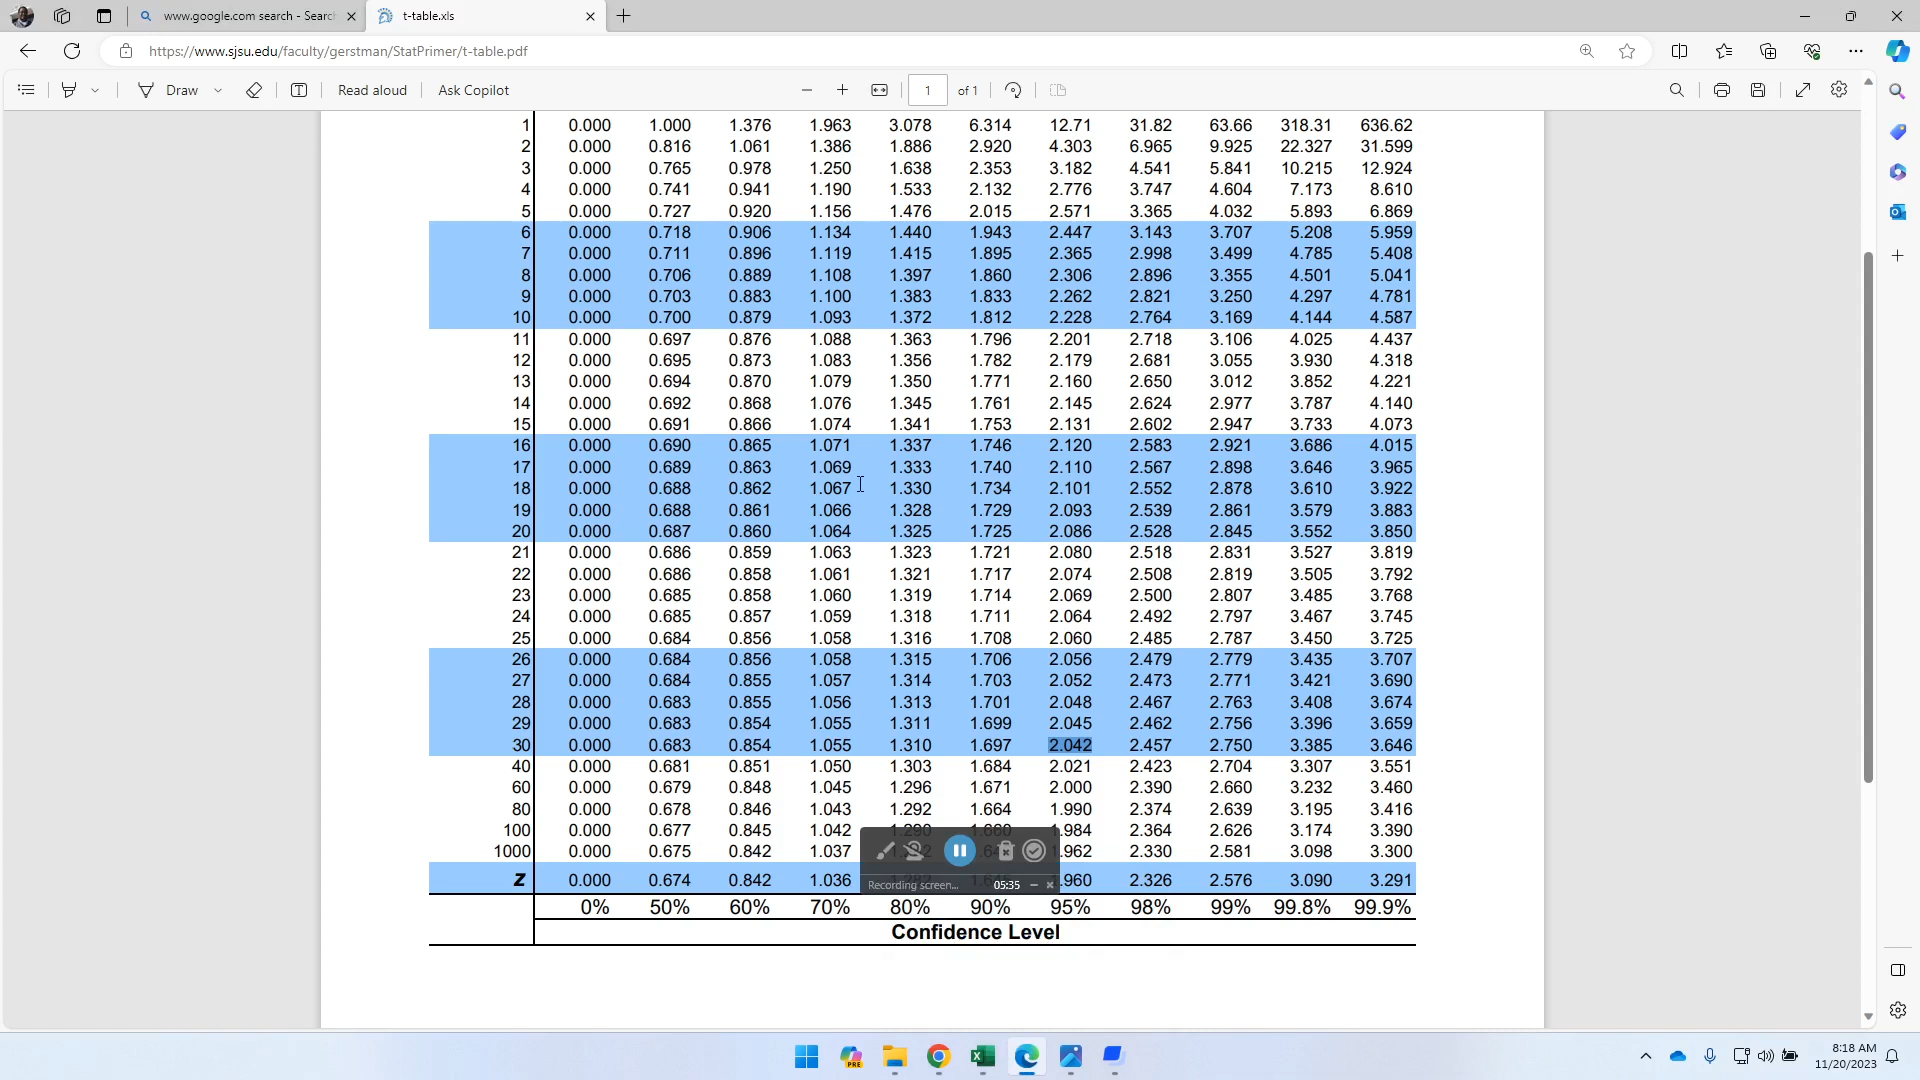 www.google.com search - Search
t-table.xls
https://www.sjsu.edu/faculty/gerstman/StatPrimer/t-table.pdf
Draw
Read aloud
Ask Copilot
1
of 1
1 0.000 1.000 1.376 1.963 3.078 6.314 12.71 31.82 63.66 318.31 636.62
2 0.000 0.816 1.061 1.386 1.886 2.920 4.303 6.965 9.925 22.327 31.599
3 0.000 0.765 0.978 1.250 1.638 2.353 3.182 4.541 5.841 10.215 12.924
4 0.000 0.741 0.941 1.190 1.533 2.132 2.776 3.747 4.604 7.173 8.610
5 0.000 0.727 0.920 1.156 1.476 2.015 2.571 3.365 4.032 5.893 6.869
6 0.000 0.718 0.906 1.134 1.440 1.943 2.447 3.143 3.707 5.208 5.959
7 0.000 0.711 0.896 1.119 1.415 1.895 2.365 2.998 3.499 4.785 5.408
8 0.000 0.706 0.889 1.108 1.397 1.860 2.306 2.896 3.355 4.501 5.041
9 0.000 0.703 0.883 1.100 1.383 1.833 2.262 2.821 3.250 4.297 4.781
10 0.000 0.700 0.879 1.093 1.372 1.812 2.228 2.764 3.169 4.144 4.587
11 0.000 0.697 0.876 1.088 1.363 1.796 2.201 2.718 3.106 4.025 4.437
12 0.000 0.695 0.873 1.083 1.356 1.782 2.179 2.681 3.055 3.930 4.318
13 0.000 0.694 0.870 1.079 1.350 1.771 2.160 2.650 3.012 3.852 4.221
14 0.000 0.692 0.868 1.076 1.345 1.761 2.145 2.624 2.977 3.787 4.140
15 0.000 0.691 0.866 1.074 1.341 1.753 2.131 2.602 2.947 3.733 4.073
16 0.000 0.690 0.865 1.071 1.337 1.746 2.120 2.583 2.921 3.686 4.015
17 0.000 0.689 0.863 1.069 1.333 1.740 2.110 2.567 2.898 3.646 3.965
18 0.000 0.688 0.862 1.067 1.330 1.734 2.101 2.552 2.878 3.610 3.922
19 0.000 0.688 0.861 1.066 1.328 1.729 2.093 2.539 2.861 3.579 3.883
20 0.000 0.687 0.860 1.064 1.325 1.725 2.086 2.528 2.845 3.552 3.850
21 0.000 0.686 0.859 1.063 1.323 1.721 2.080 2.518 2.831 3.527 3.819
22 0.000 0.686 0.858 1.061 1.321 1.717 2.074 2.508 2.819 3.505 3.792
23 0.000 0.685 0.858 1.060 1.319 1.714 2.069 2.500 2.807 3.485 3.768
24 0.000 0.685 0.857 1.059 1.318 1.711 2.064 2.492 2.797 3.467 3.745
25 0.000 0.684 0.856 1.058 1.316 1.708 2.060 2.485 2.787 3.450 3.725
26 0.000 0.684 0.856 1.058 1.315 1.706 2.056 2.479 2.779 3.435 3.707
27 0.000 0.684 0.855 1.057 1.314 1.703 2.052 2.473 2.771 3.421 3.690
28 0.000 0.683 0.855 1.056 1.313 1.701 2.048 2.467 2.763 3.408 3.674
29 0.000 0.683 0.854 1.055 1.311 1.699 2.045 2.462 2.756 3.396 3.659
30 0.000 0.683 0.854 1.055 1.310 1.697 2.042 2.457 2.750 3.385 3.646
40 0.000 0.681 0.851 1.050 1.303 1.684 2.021 2.423 2.704 3.307 3.551
60 0.000 0.679 0.848 1.045 1.296 1.671 2.000 2.390 2.660 3.232 3.460
80 0.000 0.678 0.846 1.043 1.292 1.664 1.990 2.374 2.639 3.195 3.416
100 0.000 0.677 0.845 1.042 1.290 1.660 .984 2.364 2.626 3.174 3.390
1000 0.000 0.675 0.842 1.037 .962 2.330 2.581 3.098 3.300
z 0.000 0.674 0.842 1.036 .960 2.326 2.576 3.090 3.291
Recording screen... 05:35
0% 50% 60% 70% 80% 90% 95% 98% 99% 99.8% 99.9%
Confidence Level
PRE
8:18 AM
11/20/2023